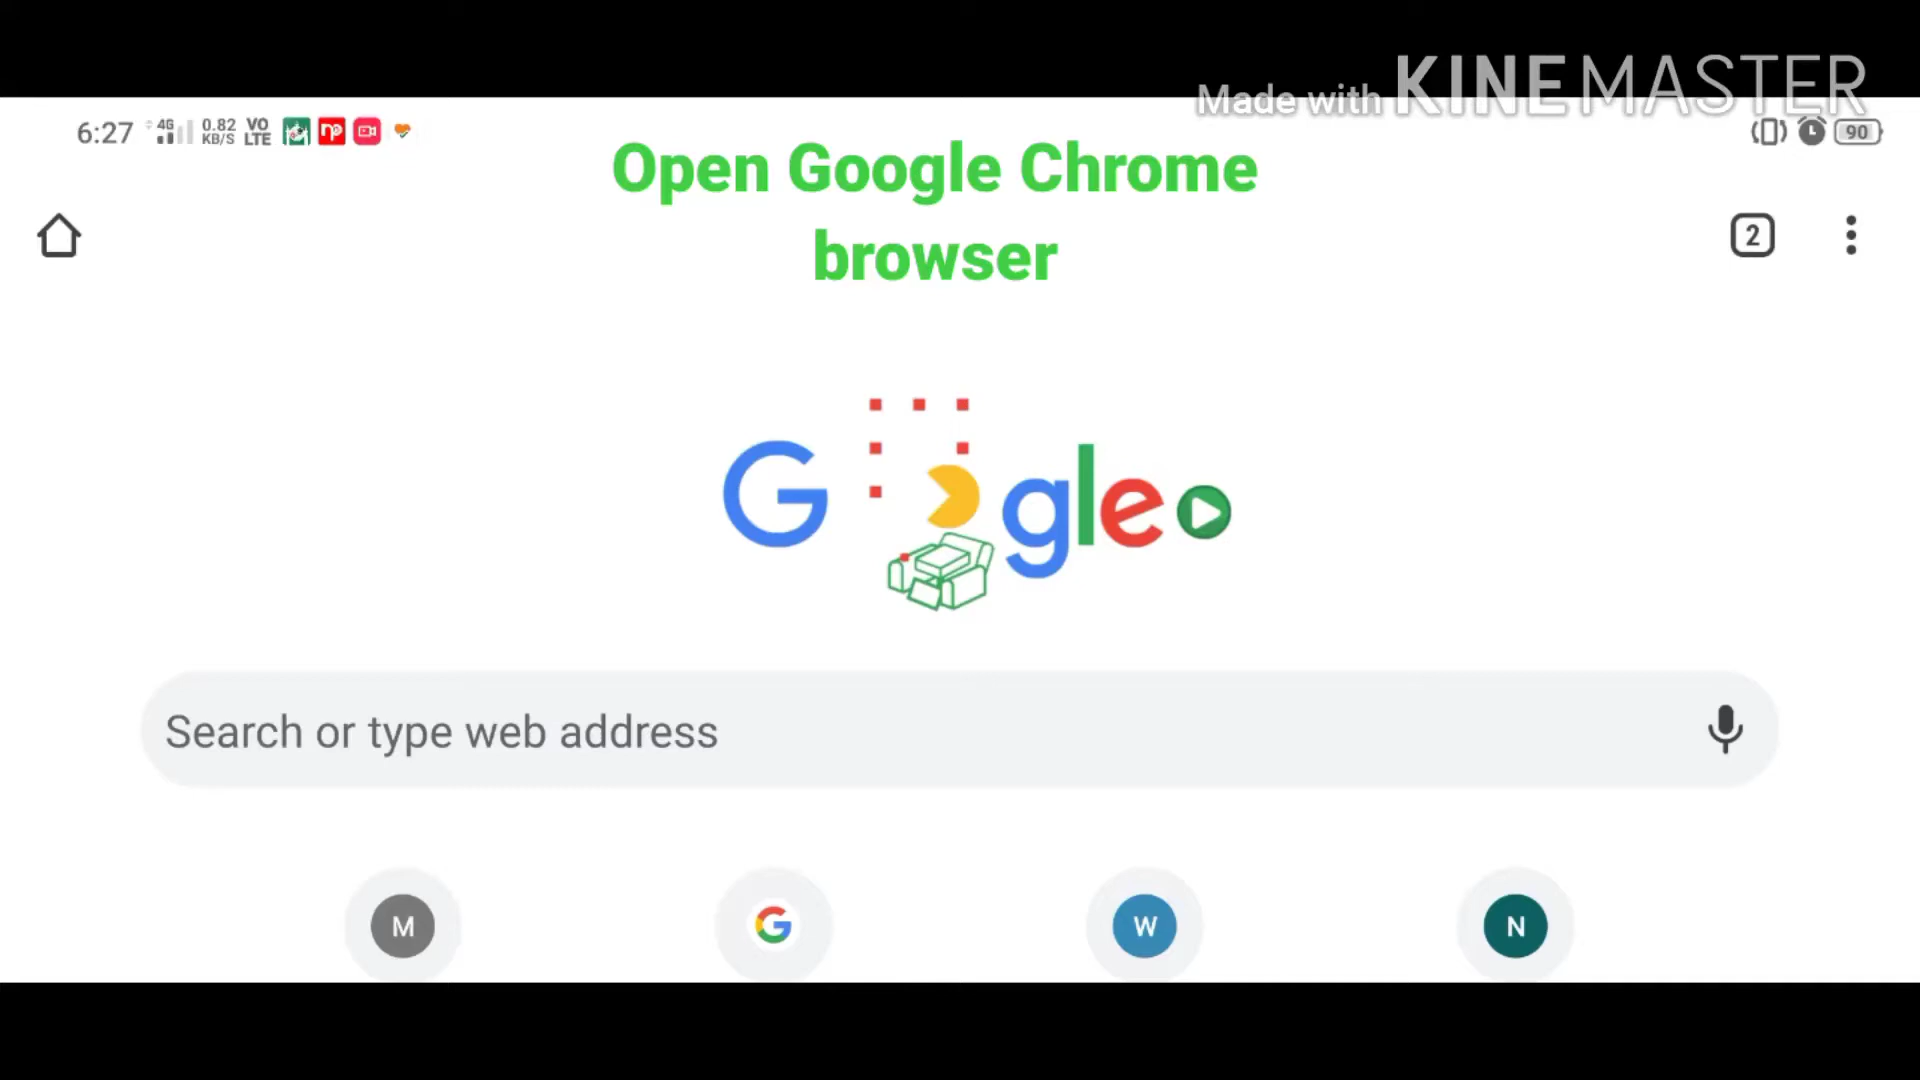 Made with KINEMASTER
6:27 4G 0.82 KB/S VO LTE np 90
Open Google Chrome
browser
2
Google
Search or type web address
M G W N